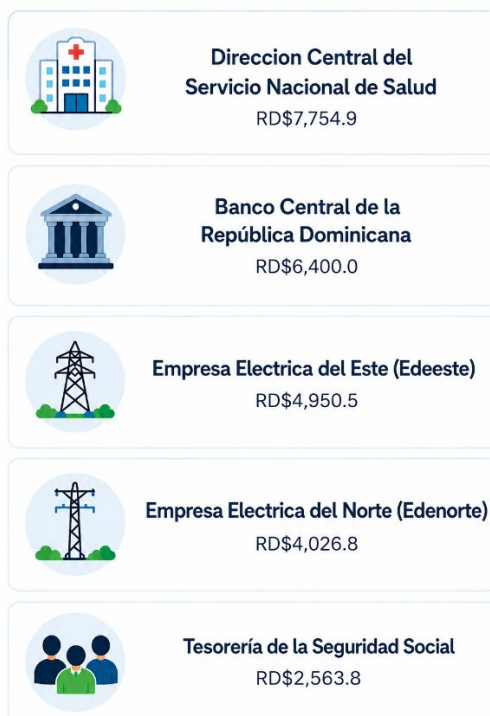 Direccion Central del
Servicio Nacional de Salud
RD$7,754.9
Banco Central de la
República Dominicana
RD$6,400.0
Empresa Electrica del Este (Edeeste)
RD$4,950.5
Empresa Electrica del Norte (Edenorte)
RD$4,026.8
Tesorería de la Seguridad Social
RD$2,563.8